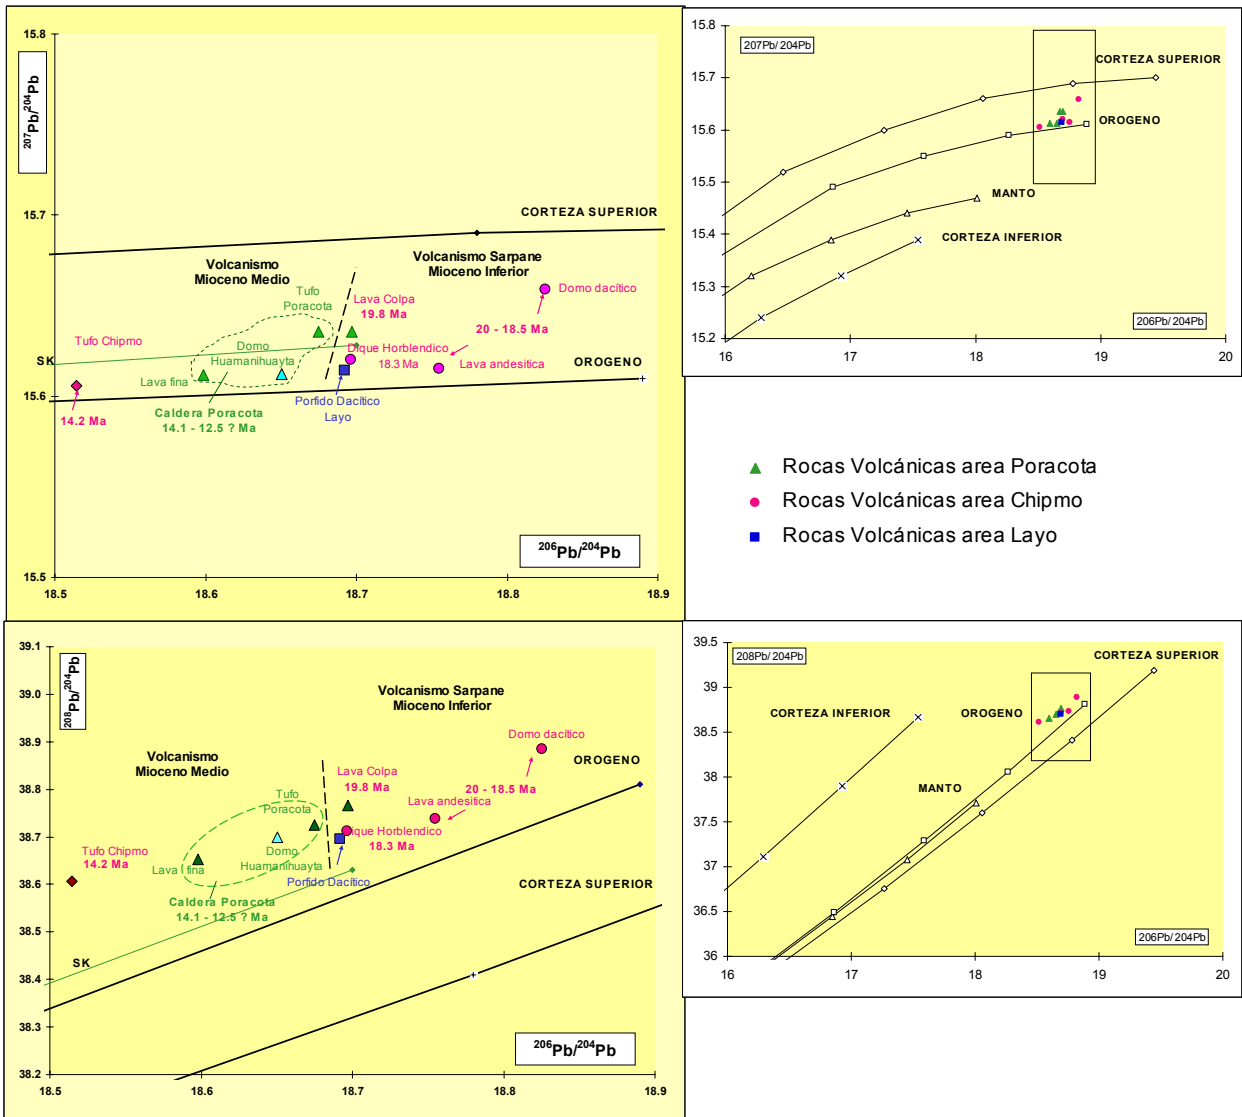 15.8
207Pb/204Pb
15.7
CORTEZA SUPERIOR
Volcanismo Sarpane
Mioceno Inferior
Volcanismo
Mioceno Medio
Domo dacítico
Tufo
Poracota
Lava Colpa
19.8 Ma
20 - 18.5 Ma
Tufo Chipmo
SK
Domo
Huamanihuayta
Dique Horblendico
18.3 Ma
OROGENO
Lava andesitica
Lava fina
15.6
14.2 Ma
Caldera Poracota
14.1 - 12.5 ? Ma
Porfido Dacítico
Layo
206Pb/204Pb
15.5
18.5
18.6
18.7
18.8
18.9
15.8
207Pb/204Pb
CORTEZA SUPERIOR
15.7
OROGENO
15.6
15.5
MANTO
15.4
CORTEZA INFERIOR
15.3
206Pb/204Pb
15.2
16
17
18
19
20
Rocas Volcánicas area Poracota
Rocas Volcánicas area Chipmo
Rocas Volcánicas area Layo
39.1
208Pb/204Pb
39.0
Volcanismo Sarpane
Mioceno Inferior
38.9
Domo dacítico
Volcanismo
Mioceno Medio
OROGENO
Lava Colpa
19.8 Ma
20 - 18.5 Ma
38.8
Tufo
Poracota
Lava andesitica
38.7
Dique Horblendico
18.3 Ma
Tufo Chipmo
14.2 Ma
Lava fina
Domo
Huamanihuayta
Porfido Dacítico
38.6
CORTEZA SUPERIOR
Caldera Poracota
14.1 - 12.5 ? Ma
38.5
SK
38.4
38.3
206Pb/204Pb
38.2
18.5
18.6
18.7
18.8
18.9
39.5
208Pb/204Pb
CORTEZA SUPERIOR
39
CORTEZA INFERIOR
OROGENO
38.5
38
MANTO
37.5
37
36.5
206Pb/204Pb
36
16
17
18
19
20